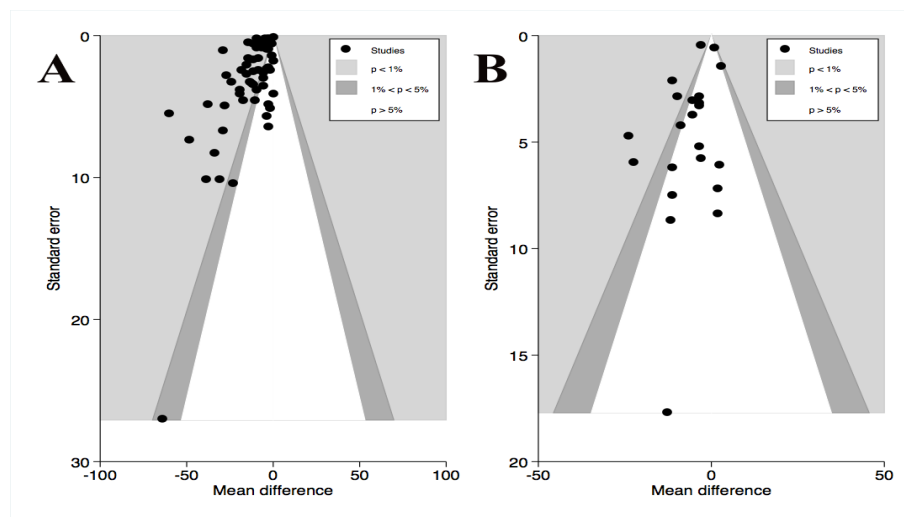 A
0
10
20
30
Standard error
-100
-50
0
50
100
Mean difference
Studies
p < 1%
1% < p < 5%
p > 5%
B
0
5
10
15
20
Standard error
-50
0
50
Mean difference
Studies
p < 1%
1% < p < 5%
p > 5%